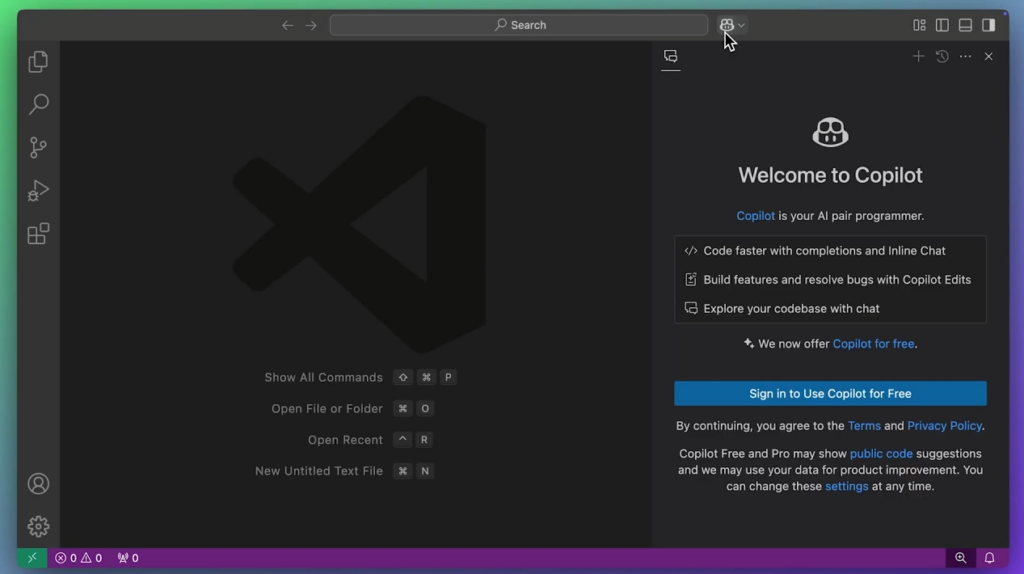 Search
Welcome to Copilot
Copilot is your AI pair programmer.
Code faster with completions and Inline Chat
Build features and resolve bugs with Copilot Edits
Explore your codebase with chat
We now offer Copilot for free.
Sign in to Use Copilot for Free
By continuing, you agree to the Terms and Privacy Policy.
Copilot Free and Pro may show public code suggestions
and we may use your data for product improvement. You
can change these settings at any time.
Show All Commands ⇧ ⌘ P
Open File or Folder ⌘ O
Open Recent ^ R
New Untitled Text File ⌘ N
0 0 0